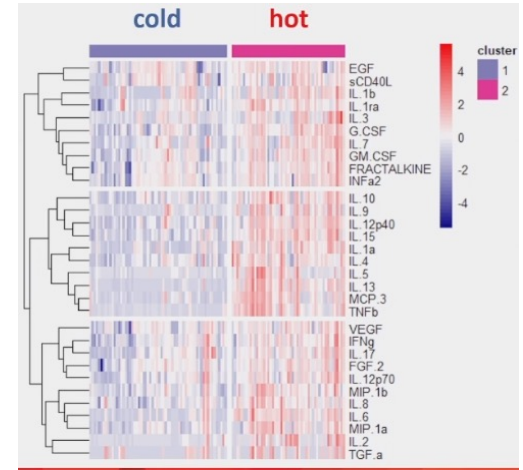 cold hot
EGF
sCD40L
IL.1b
IL.1ra
IL.3
G.CSF
IL.7
GM.CSF
FRACTALKINE
INFa2
IL.10
IL.9
IL.12p40
IL.15
IL.1a
IL.4
IL.5
IL.13
MCP.3
TNFb
VEGF
IFNg
IL.17
FGF.2
IL.12p70
MIP.1b
IL.8
IL.6
MIP.1a
IL.2
TGF.a
4
2
0
-2
-4
cluster
1
2